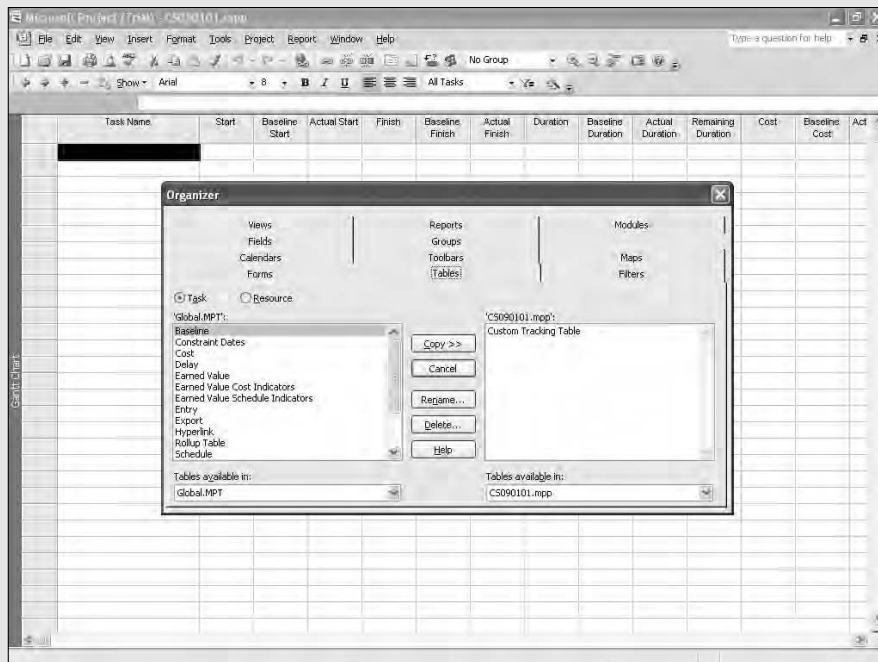 Microsoft Project (Trial) - CS090101.mpp
File Edit View Insert Format Tools Project Report Window Help
Type a question for help
No Group
Show Arial 8 B I U All Tasks
Task Name Start Baseline Start Actual Start Finish Baseline Finish Actual Finish Duration Baseline Duration Actual Duration Remaining Duration Cost Baseline Cost Act
Gantt Chart
Organizer
Views Reports Modules
Fields Groups
Calendars Toolbars Maps
Forms Tables Filters
Task Resource
'Global.MPT': 'CS090101.mpp':
Baseline
Constraint Dates
Cost
Delay
Earned Value
Earned Value Cost Indicators
Earned Value Schedule Indicators
Entry
Export
Hyperlink
Rollup Table
Schedule
Copy >>
Cancel
Rename...
Delete...
Help
Custom Tracking Table
Tables available in: Tables available in:
Global.MPT CS090101.mpp